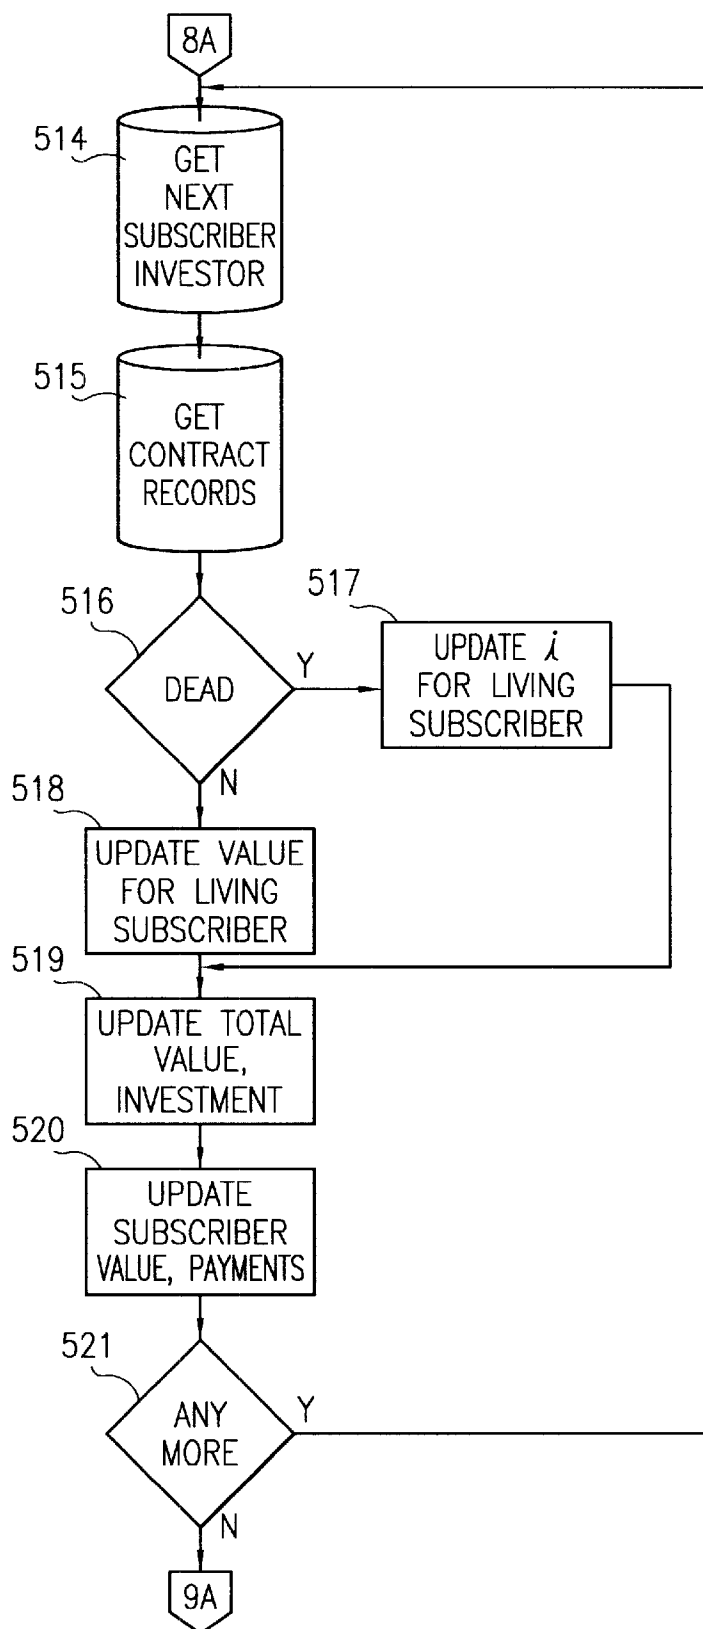 8A
514
GET
NEXT
SUBSCRIBER
INVESTOR
515
GET
CONTRACT
RECORDS
516
DEAD
Y
N
517
UPDATE i
FOR LIVING
SUBSCRIBER
518
UPDATE VALUE
FOR LIVING
SUBSCRIBER
519
UPDATE TOTAL
VALUE,
INVESTMENT
520
UPDATE
SUBSCRIBER
VALUE, PAYMENTS
521
ANY
MORE
Y
N
9A